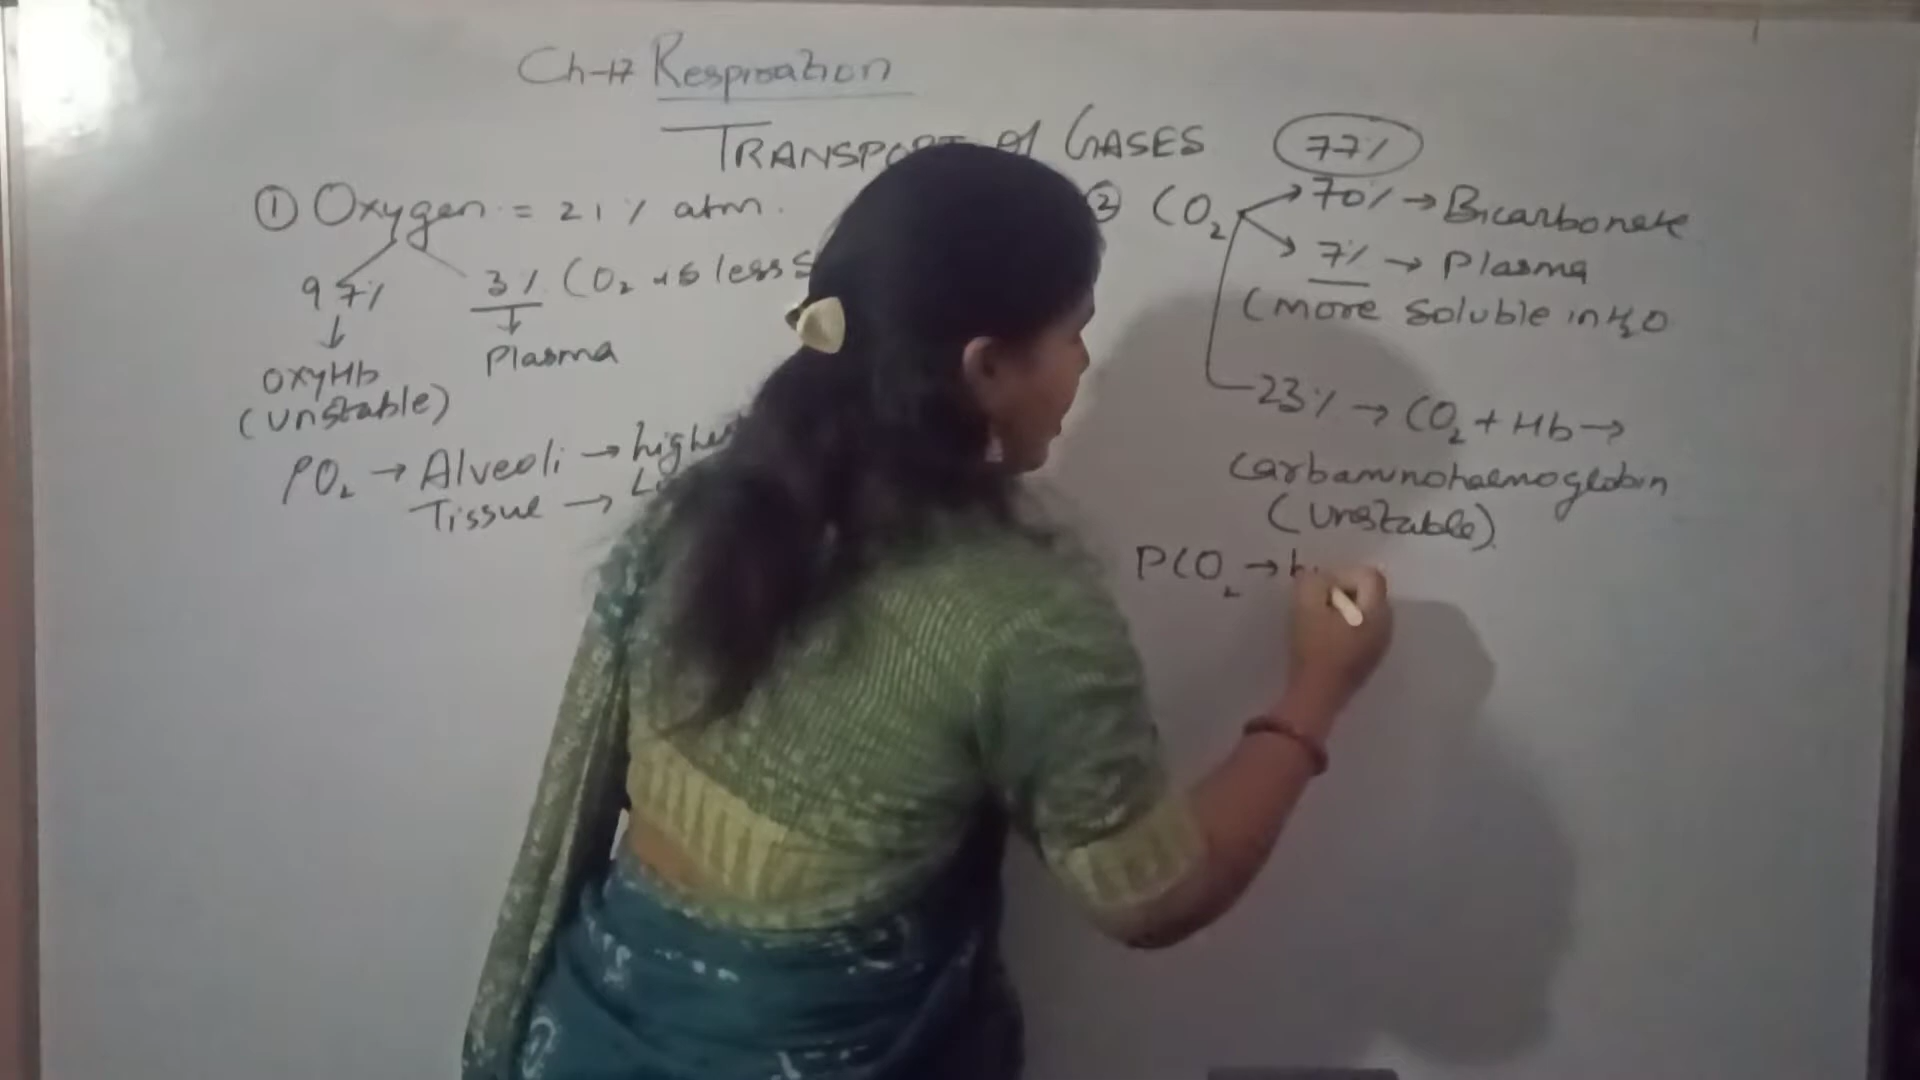 Ch-17 Respiration
TRANSPORT of GASES
① Oxygen = 21% atm.
97%
3% (O2 is less
↓
Plasma
↓
OxyHb
(unstable)
PO2 → Alveoli → higher
Tissue →
77%
② CO2 → 70% → Bicarbonate
→ 7% → Plasma
(more soluble in H2O
23% → CO2 + Hb →
Carbaminohaemoglobin
(unstable)
PCO2 →